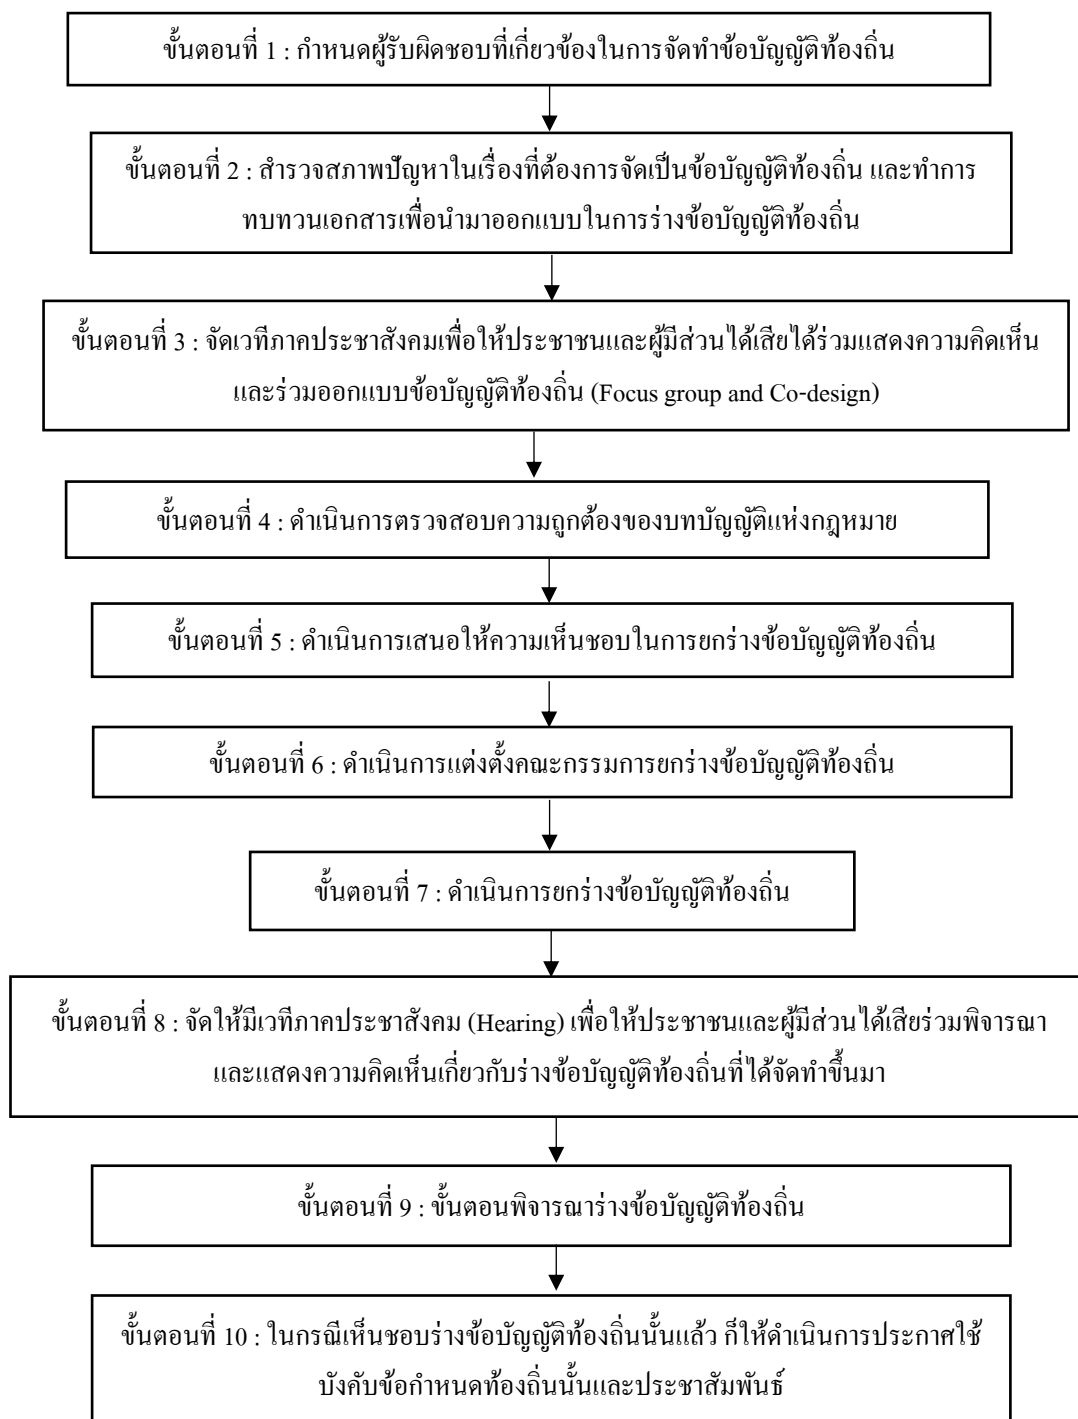 ขั้นตอนที่ 1 : กำหนดผู้รับผิดชอบที่เกี่ยวข้องในการจัดทำข้อบัญญัติท้องถิ่น
ขั้นตอนที่ 2 : สำรวจสภาพปัญหาในเรื่องที่ต้องการจัดเป็นข้อบัญญัติท้องถิ่น และทำการ
ทบทวนเอกสารเพื่อนำมาออกแบบในการร่างข้อบัญญัติท้องถิ่น
ขั้นตอนที่ 3 : จัดเวทีภาคประชาสังคมเพื่อให้ประชาชนและผู้มีส่วนได้เสียได้ร่วมแสดงความคิดเห็น
และร่วมออกแบบข้อบัญญัติท้องถิ่น (Focus group and Co-design)
ขั้นตอนที่ 4 : ดำเนินการตรวจสอบความถูกต้องของบทบัญญัติแห่งกฎหมาย
ขั้นตอนที่ 5 : ดำเนินการเสนอให้ความเห็นชอบในการยกร่างข้อบัญญัติท้องถิ่น
ขั้นตอนที่ 6 : ดำเนินการแต่งตั้งคณะกรรมการยกร่างข้อบัญญัติท้องถิ่น
ขั้นตอนที่ 7 : ดำเนินการยกร่างข้อบัญญัติท้องถิ่น
ขั้นตอนที่ 8 : จัดให้มีเวทีภาคประชาสังคม (Hearing) เพื่อให้ประชาชนและผู้มีส่วนได้เสียร่วมพิจารณา
และแสดงความคิดเห็นเกี่ยวกับร่างข้อบัญญัติท้องถิ่นที่ได้จัดทำขึ้นมา
ขั้นตอนที่ 9 : ขั้นตอนพิจารณาร่างข้อบัญญัติท้องถิ่น
ขั้นตอนที่ 10 : ในกรณีเห็นชอบร่างข้อบัญญัติท้องถิ่นนั้นแล้ว ก็ให้ดำเนินการประกาศใช้
บังคับข้อกำหนดท้องถิ่นนั้นและประชาสัมพันธ์